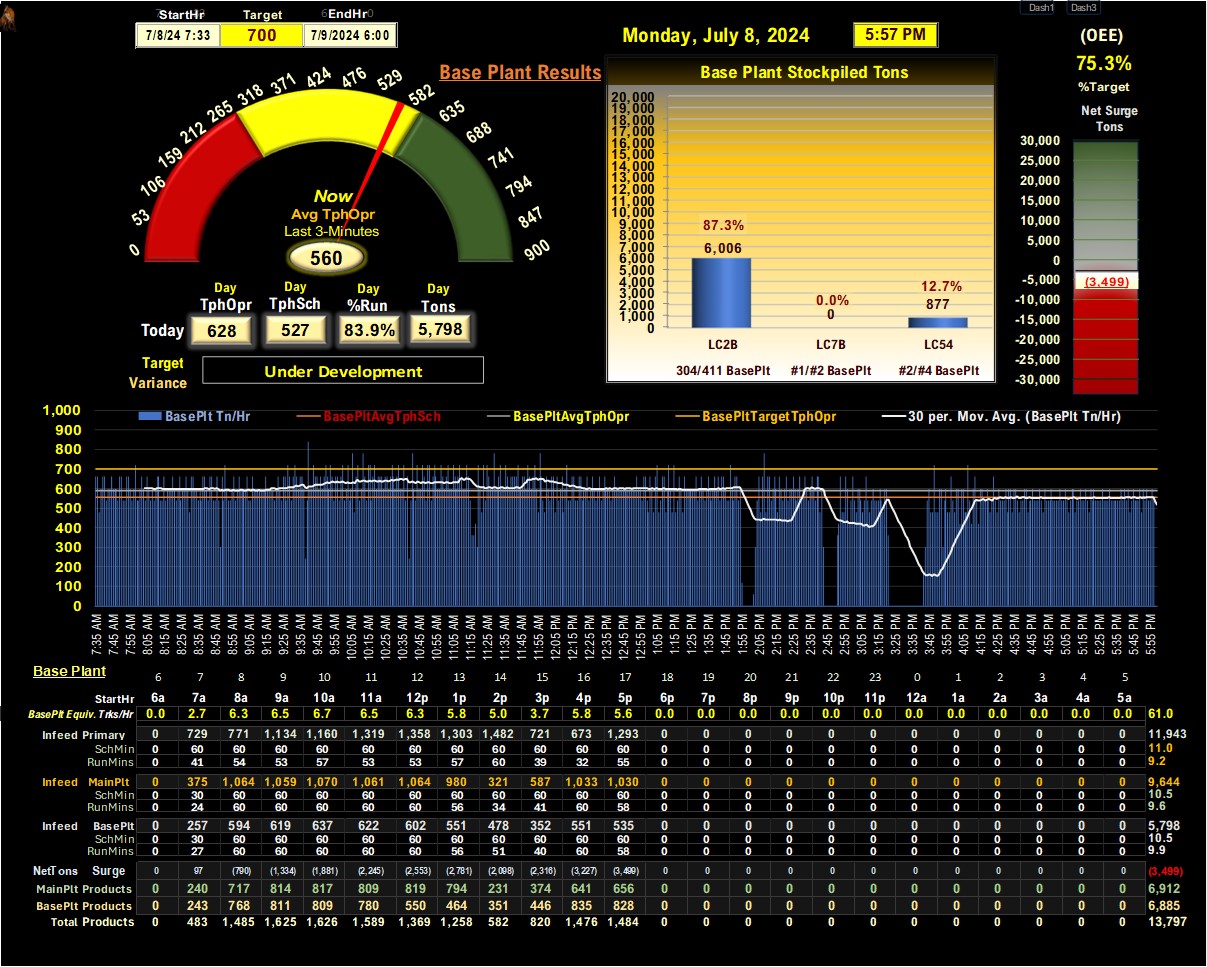 Dash1 Dash3
StartHr Target EndHr
7/8/24 7:33 700 7/9/2024 6:00
Monday, July 8, 2024 5:57 PM
(OEE)
75.3%
%Target
Net Surge
Tons
Base Plant Results
0 53 106 159 212 265 318 371 424 476 529 582 635 688 741 794 847 900
Now
Avg TphOpr
Last 3-Minutes
560
Day Day Day Day
TphOpr TphSch %Run Tons
Today 628 527 83.9% 5,798
Target
Variance
Under Development
Base Plant Stockpiled Tons
20,000
19,000
18,000
17,000
16,000
15,000
14,000
13,000
12,000
11,000
10,000
9,000
8,000
7,000
6,000
5,000
4,000
3,000
2,000
1,000
0
87.3%
6,006
0.0%
0
12.7%
877
LC2B LC7B LC54
304/411 BasePlt #1/#2 BasePlt #2/#4 BasePlt
30,000
25,000
20,000
15,000
10,000
5,000
0
-5,000
-10,000
-15,000
-20,000
-25,000
-30,000
(3,499)
BasePlt Tn/Hr BasePltAvgTphSch BasePltAvgTphOpr BasePltTargetTphOpr 30 per. Mov. Avg. (BasePlt Tn/Hr)
1,000
900
800
700
600
500
400
300
200
100
0
7:35 AM 7:45 AM 7:55 AM 8:05 AM 8:15 AM 8:25 AM 8:35 AM 8:45 AM 8:55 AM 9:05 AM 9:15 AM 9:25 AM 9:35 AM 9:45 AM 9:55 AM 10:05 AM 10:15 AM 10:25 AM 10:35 AM 10:45 AM 10:55 AM 11:05 AM 11:15 AM 11:25 AM 11:35 AM 11:45 AM 11:55 AM 12:05 PM 12:15 PM 12:25 PM 12:35 PM 12:45 PM 12:55 PM 1:05 PM 1:15 PM 1:25 PM 1:35 PM 1:45 PM 1:55 PM 2:05 PM 2:15 PM 2:25 PM 2:35 PM 2:45 PM 2:55 PM 3:05 PM 3:15 PM 3:25 PM 3:35 PM 3:45 PM 3:55 PM 4:05 PM 4:15 PM 4:25 PM 4:35 PM 4:45 PM 4:55 PM 5:05 PM 5:15 PM 5:25 PM 5:35 PM 5:45 PM 5:55 PM
Base Plant 6 7 8 9 10 11 12 13 14 15 16 17 18 19 20 21 22 23 0 1 2 3 4 5
StartHr 6a 7a 8a 9a 10a 11a 12p 1p 2p 3p 4p 5p 6p 7p 8p 9p 10p 11p 12a 1a 2a 3a 4a 5a
BasePlt Equiv. Trks/Hr 0.0 2.7 6.3 6.5 6.7 6.5 6.3 5.8 5.0 3.7 5.8 5.6 0.0 0.0 0.0 0.0 0.0 0.0 0.0 0.0 0.0 0.0 0.0 0.0 61.0
Infeed Primary 0 729 771 1,134 1,160 1,319 1,358 1,303 1,482 721 673 1,293 0 0 0 0 0 0 0 0 0 0 0 0 11,943
SchMin 0 60 60 60 60 60 60 60 60 60 60 60 0 0 0 0 0 0 0 0 0 0 0 0 11.0
RunMins 0 41 54 53 57 53 53 57 60 39 32 55 0 0 0 0 0 0 0 0 0 0 0 0 9.2
Infeed MainPlt 0 375 1,064 1,059 1,070 1,061 1,064 980 321 587 1,033 1,030 0 0 0 0 0 0 0 0 0 0 0 0 9,644
SchMin 0 30 60 60 60 60 60 60 60 60 60 60 0 0 0 0 0 0 0 0 0 0 0 0 10.5
RunMins 0 24 60 60 60 60 60 56 34 41 60 58 0 0 0 0 0 0 0 0 0 0 0 0 9.6
Infeed BasePlt 0 257 594 619 637 622 602 551 478 352 551 535 0 0 0 0 0 0 0 0 0 0 0 0 5,798
SchMin 0 30 60 60 60 60 60 60 60 60 60 60 0 0 0 0 0 0 0 0 0 0 0 0 10.5
RunMins 0 27 60 60 60 60 60 56 51 40 60 58 0 0 0 0 0 0 0 0 0 0 0 0 9.9
NetTons Surge 0 97 (790) (1,334) (1,881) (2,245) (2,553) (2,781) (2,098) (2,316) (3,227) (3,499) 0 0 0 0 0 0 0 0 0 0 0 0 (3,499)
MainPlt Products 0 240 717 814 817 809 819 794 231 374 641 656 0 0 0 0 0 0 0 0 0 0 0 0 6,912
BasePlt Products 0 243 768 811 809 780 550 464 351 446 835 828 0 0 0 0 0 0 0 0 0 0 0 0 6,885
Total Products 0 483 1,485 1,625 1,626 1,589 1,369 1,258 582 820 1,476 1,484 0 0 0 0 0 0 0 0 0 0 0 0 13,797